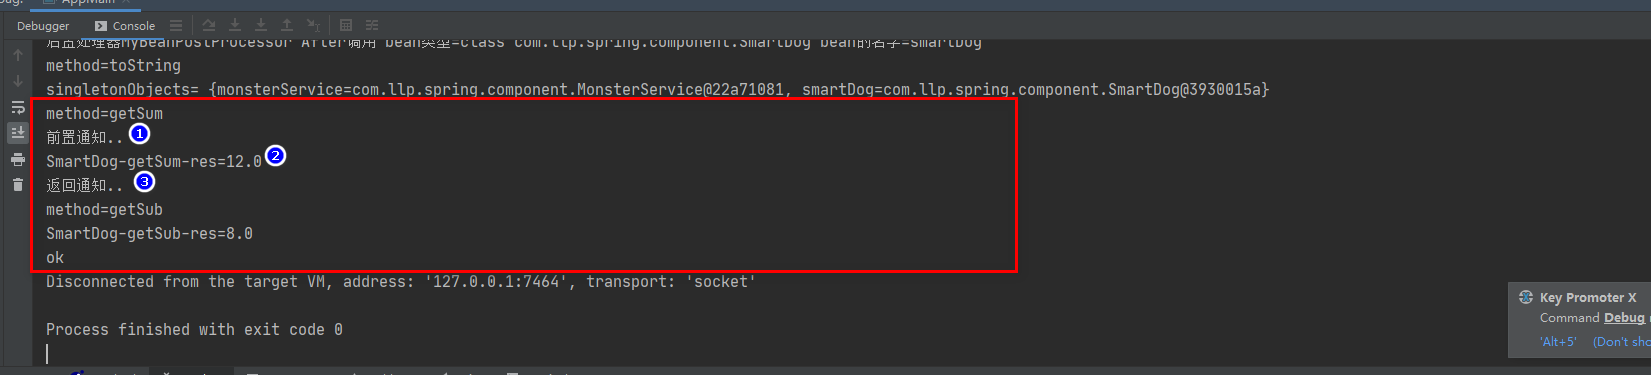 bug: AppMain
Debugger Console
后置处理器MyBeanPostProcessor After调用 bean类型=class com.llp.spring.component.SmartDog bean的名字=smartDog
method=toString
singletonObjects= {monsterService=com.llp.spring.component.MonsterService@22a71081, smartDog=com.llp.spring.component.SmartDog@3930015a}
method=getSum
前置通知.. 1
SmartDog-getSum-res=12.0 2
返回通知.. 3
method=getSub
SmartDog-getSub-res=8.0
ok
Disconnected from the target VM, address: '127.0.0.1:7464', transport: 'socket'
Process finished with exit code 0
Key Promoter X
Command Debug
'Alt+5' (Don't sho